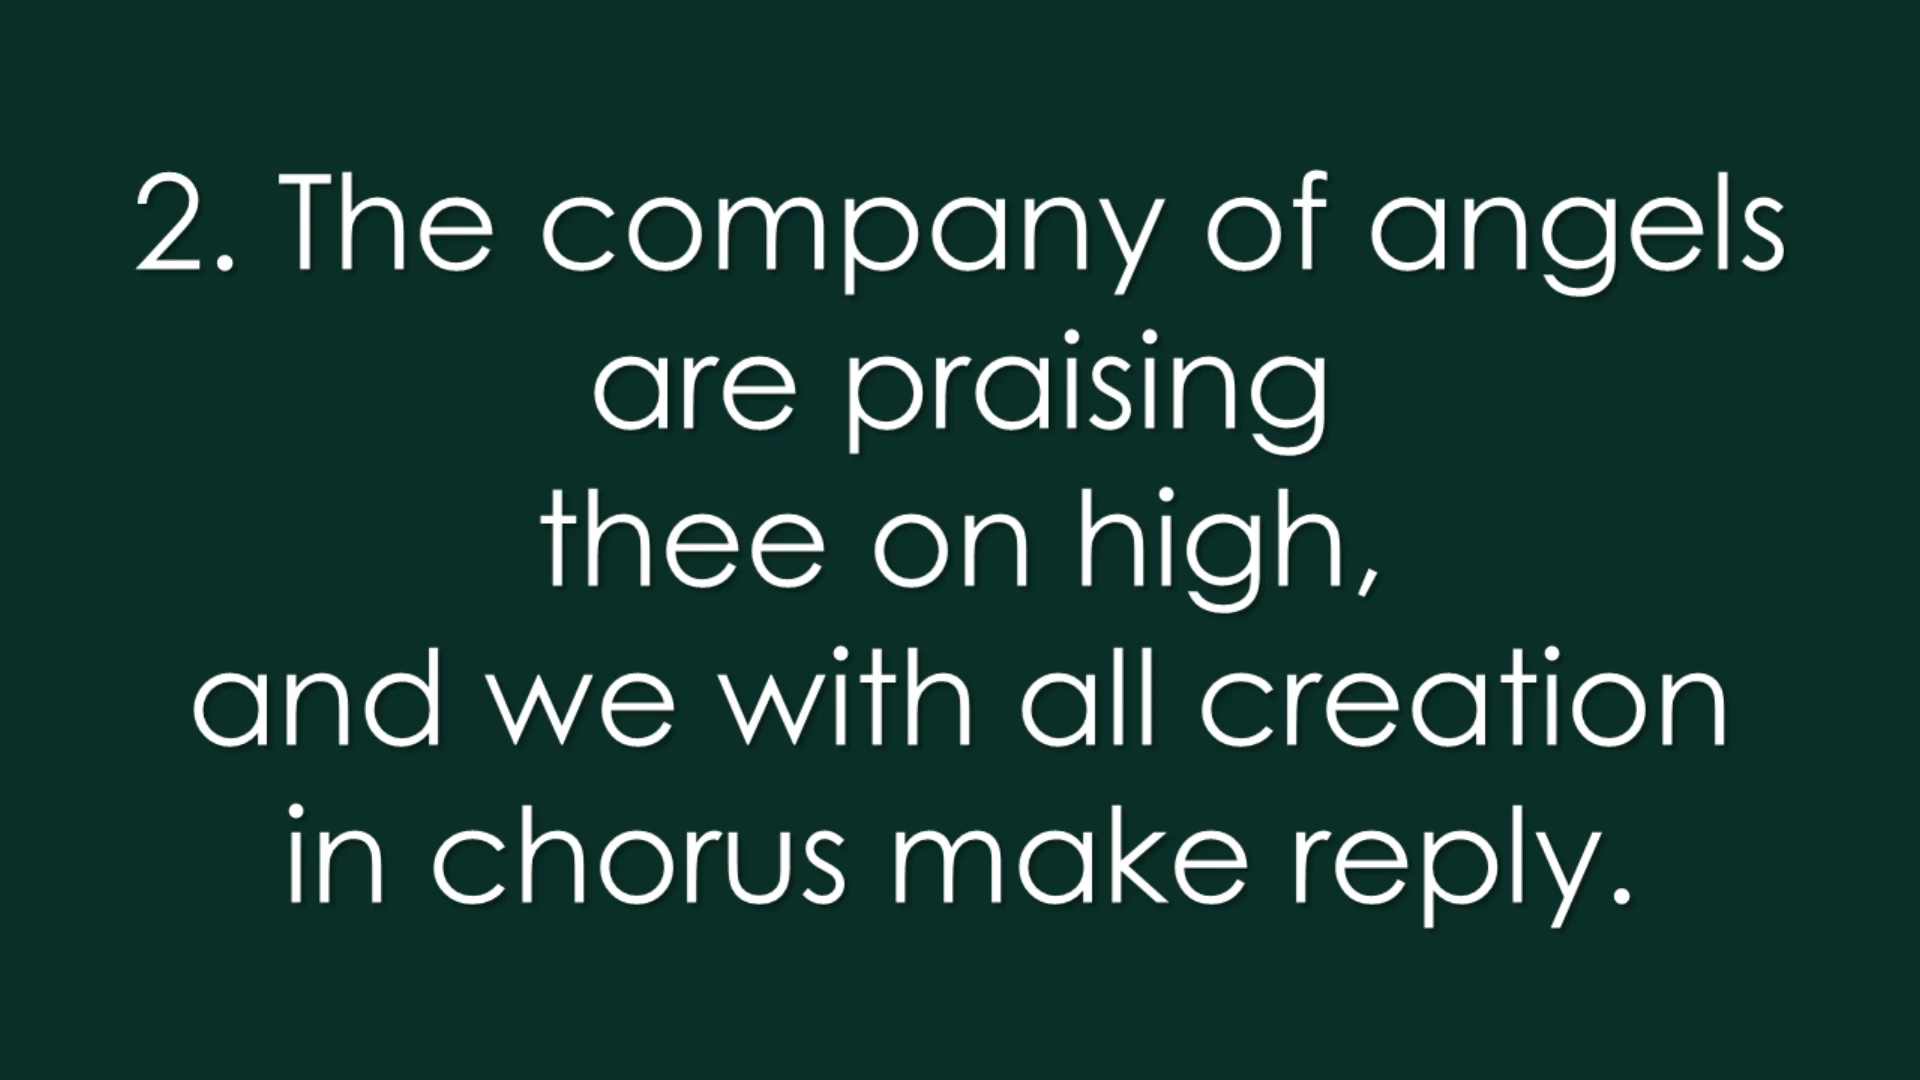 2. The company of angels
are praising
thee on high,
and we with all creation
in chorus make reply.